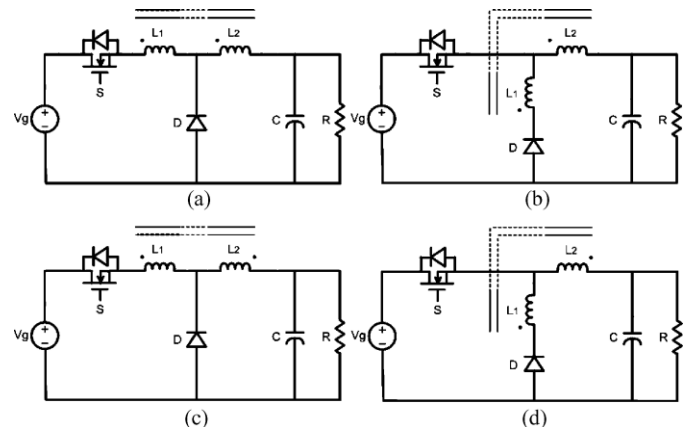 L1 L2
S
Vg + − D C R
(a)
L2
S
L1
Vg + − D C R
(b)
L1 L2
S
Vg + − D C R
(c)
L2
S
L1
Vg + − D C R
(d)